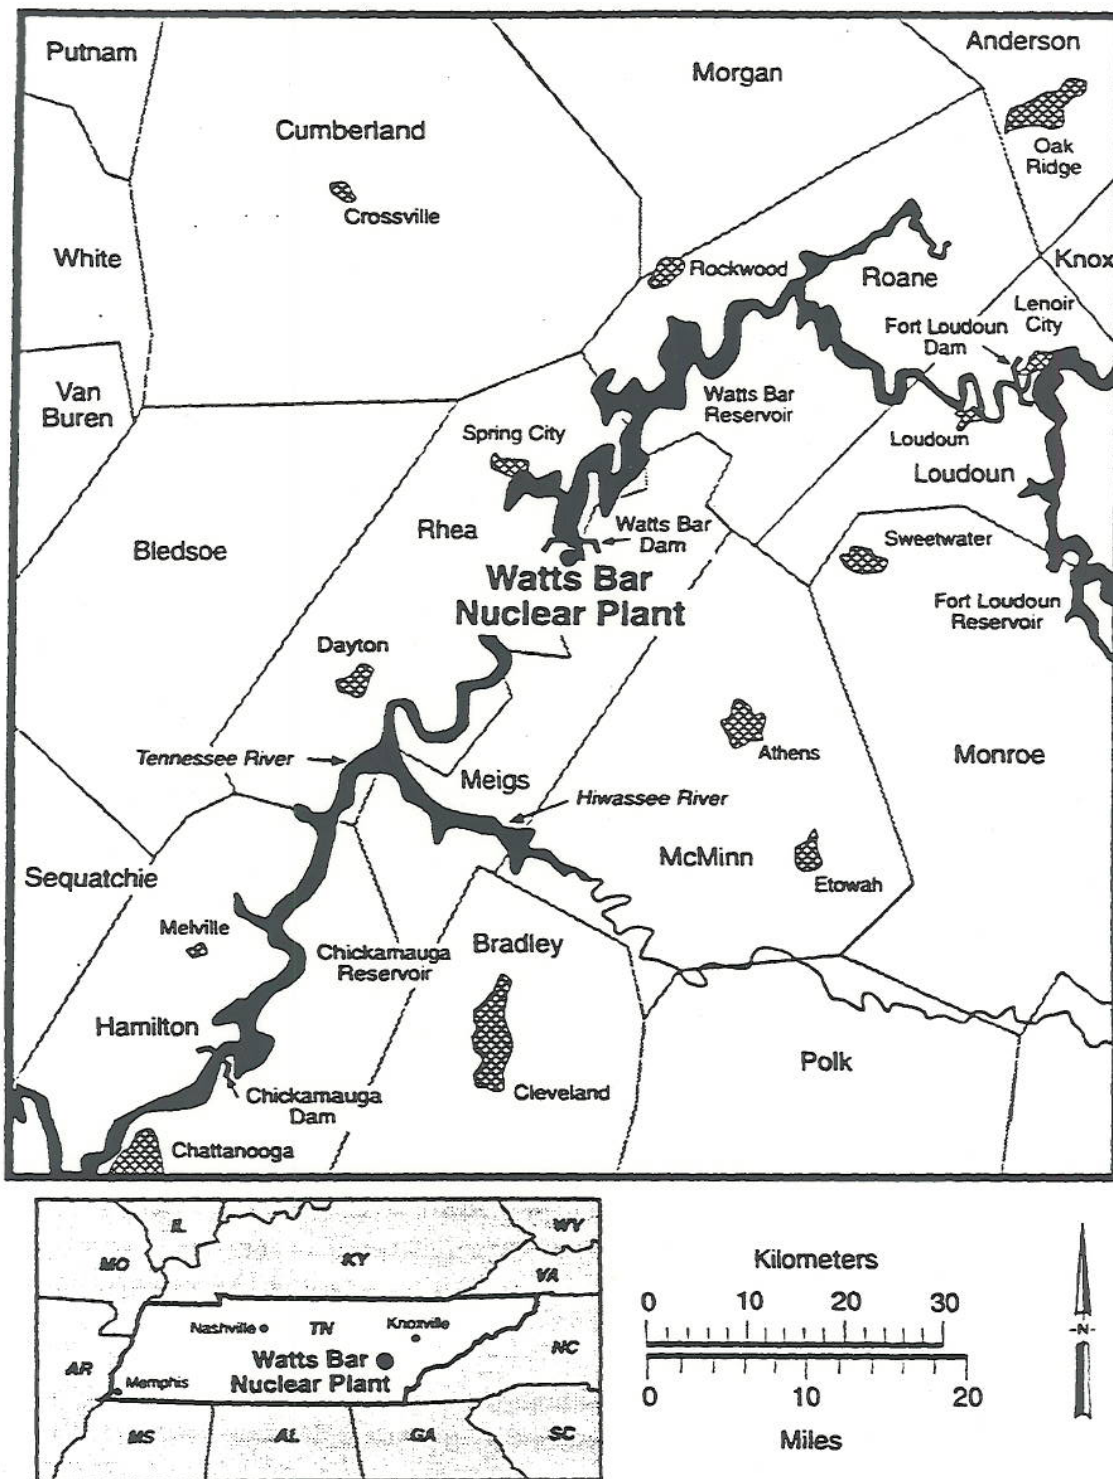 Putnam
Cumberland
Crossville
Morgan
Anderson
Oak
Ridge
White
Rockwood
Roane
Knox
Fort Loudoun
Dam
Lenoir
City
Van
Buren
Watts Bar
Reservoir
Spring City
Loudoun
Loudoun
Bledsoe
Rhea
Watts Bar
Dam
Sweetwater
Watts Bar
Nuclear Plant
Fort Loudoun
Reservoir
Dayton
Athens
Monroe
Tennessee River
Meigs
Hiwassee River
McMinn
Etowah
Sequatchie
Melville
Chickamauga
Reservoir
Bradley
Hamilton
Polk
Cleveland
Chickamauga
Dam
Chattanooga
IL
WY
MO
KY
VA
Nashville
TN
Knoxville
AR
Watts Bar
Nuclear Plant
NC
Memphis
MS
AL
GA
SC
Kilometers
0 10 20 30
0 10 20
Miles
-N-